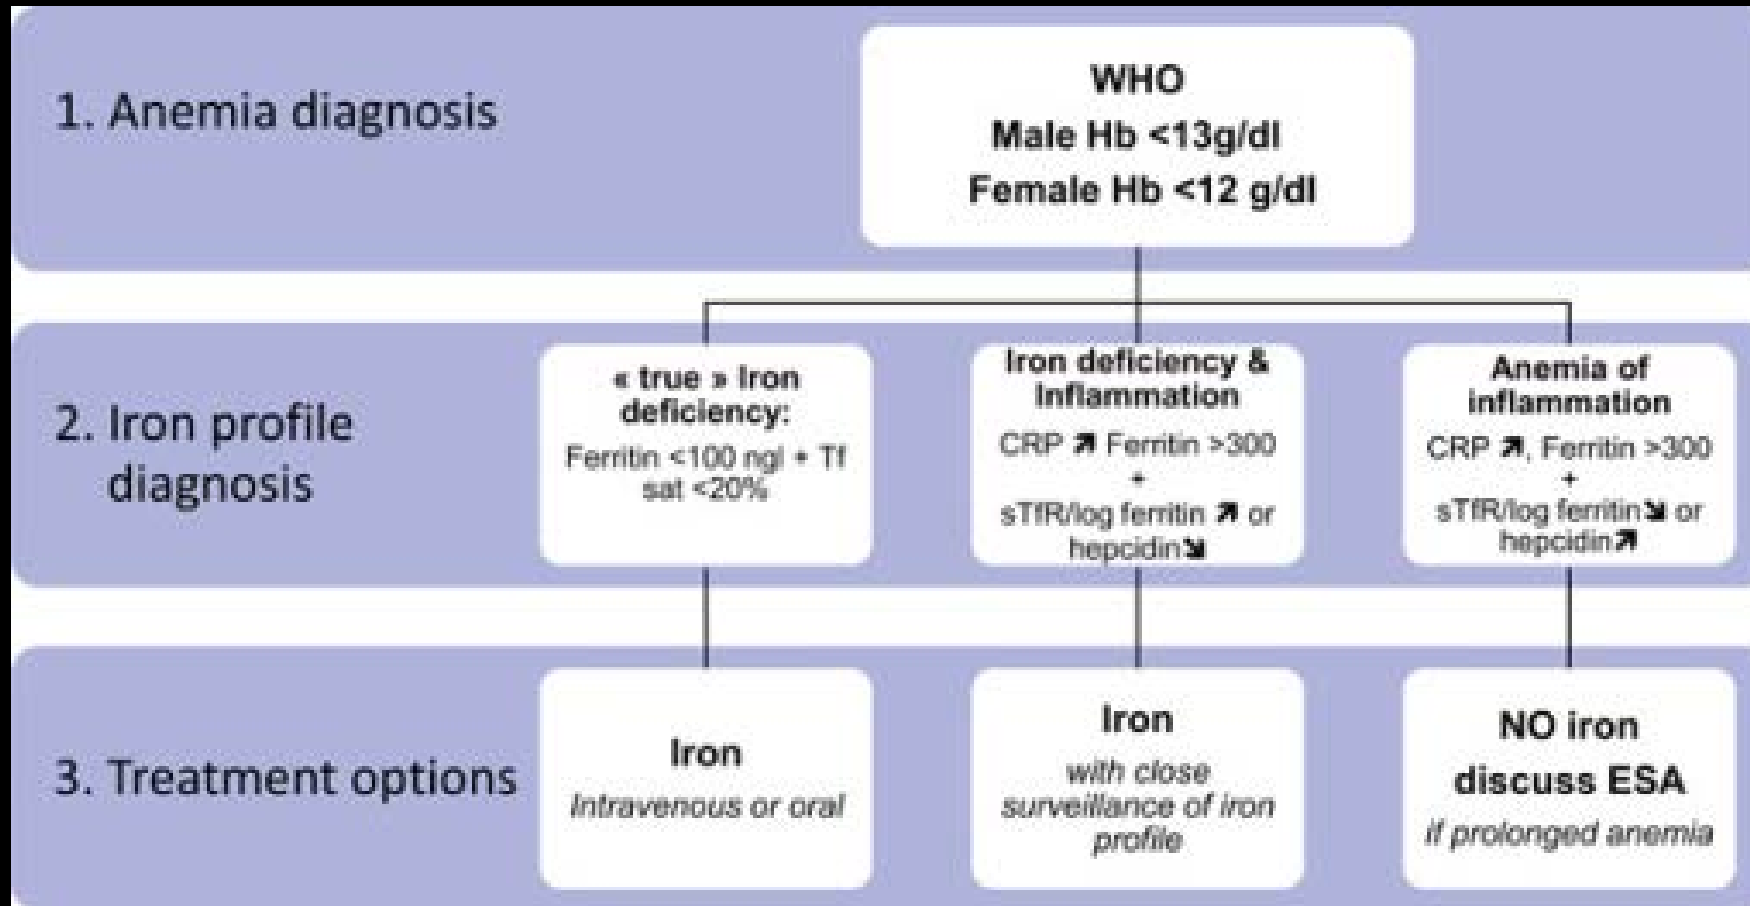 1. Anemia diagnosis
WHO
Male Hb <13g/dl
Female Hb <12 g/dl
2. Iron profile
diagnosis
« true » Iron
deficiency:
Ferritin <100 ngl + Tf
sat <20%
Iron deficiency &
Inflammation
CRP ↗ Ferritin >300
+
sTfR/log ferritin ↗ or
hepcidin↘
Anemia of
inflammation
CRP ↗, Ferritin >300
+
sTfR/log ferritin↘ or
hepcidin↗
3. Treatment options
Iron
Intravenous or oral
Iron
with close
surveillance of iron
profile
NO iron
discuss ESA
if prolonged anemia